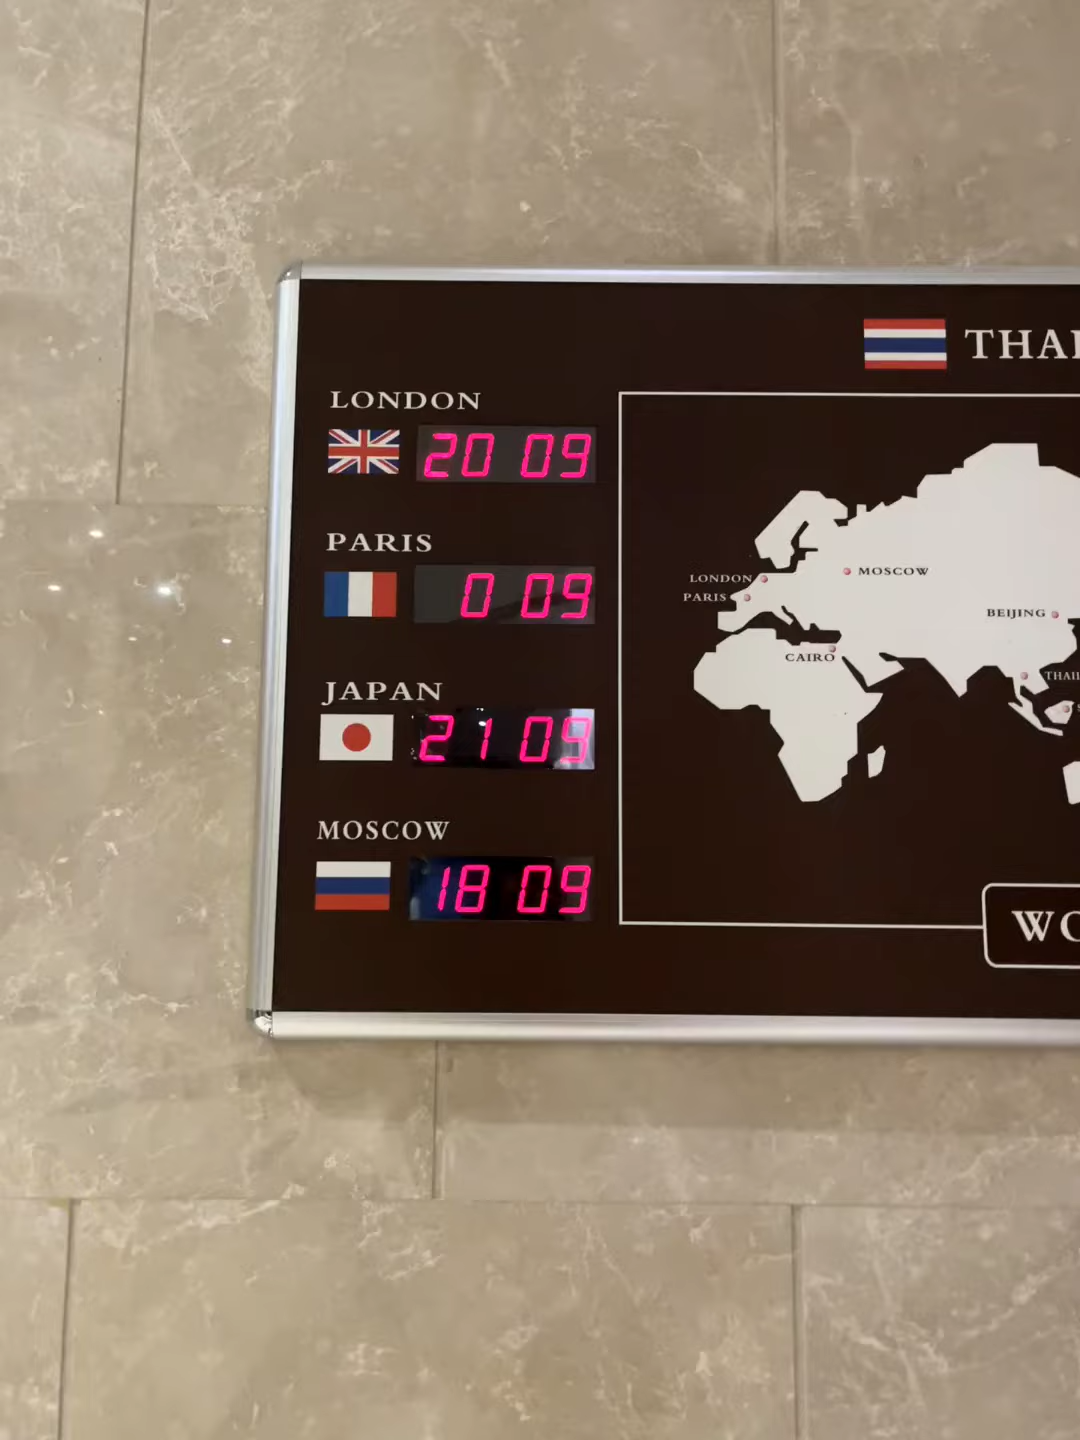 THAI
LONDON
20 09
PARIS
0 09
JAPAN
21 09
MOSCOW
18 09
LONDON
MOSCOW
PARIS
BEIJING
CAIRO
THAIL
WO